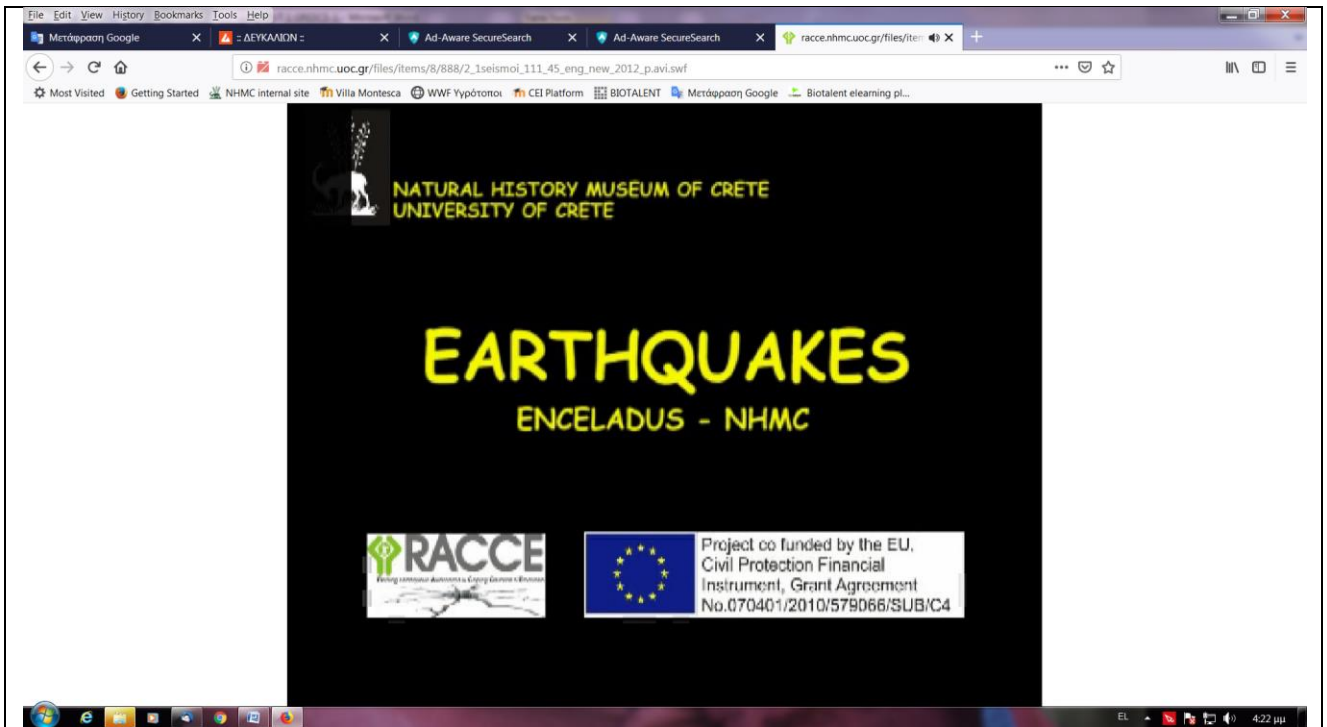 File Edit View History Bookmarks Tools Help
Μετάφραση Google
:: ΔΕΥΚΑΛΙΩΝ ::
Ad-Aware SecureSearch
Ad-Aware SecureSearch
racce.nhmc.uoc.gr/files/item
racce.nhmc.uoc.gr/files/items/8/888/2_1seismoi_111_45_eng_new_2012_p.avi.swf
Most Visited Getting Started NHMC internal site Villa Montesca WWF Υγρότοποι CEI Platform BIOTALENT Μετάφραση Google Biotalent elearning pl...
NATURAL HISTORY MUSEUM OF CRETE
UNIVERSITY OF CRETE
EARTHQUAKES
ENCELADUS - NHMC
RACCE
Project co funded by the EU,
Civil Protection Financial
Instrument, Grant Agreement
No.070401/2010/579066/SUB/C4
EL 4:22 μμ